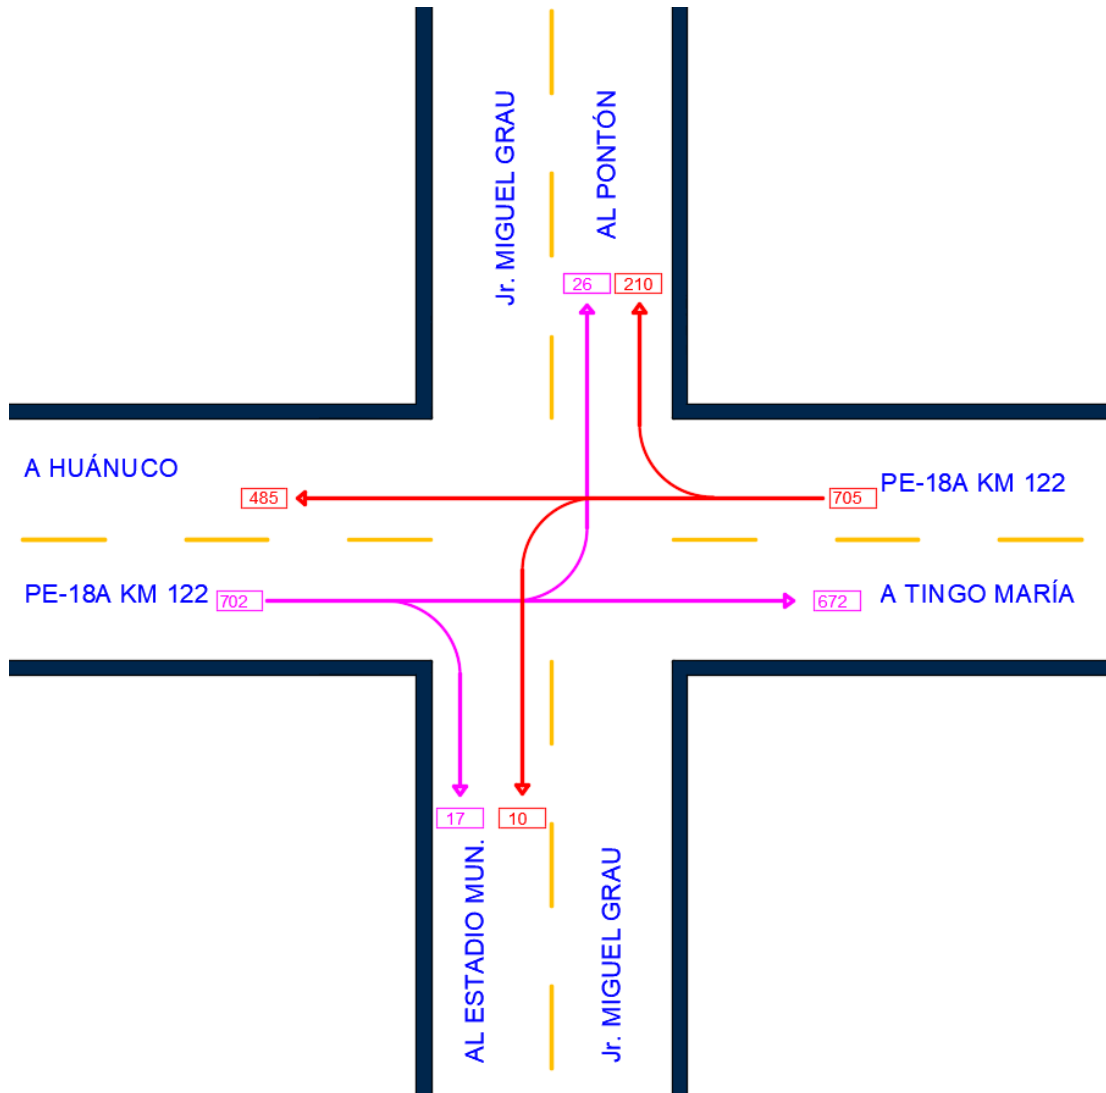 Jr. MIGUEL GRAU
AL PONTÓN
26
210
A HUÁNUCO
485
705
PE-18A KM 122
PE-18A KM 122
702
672
A TINGO MARÍA
17
10
AL ESTADIO MUN.
Jr. MIGUEL GRAU